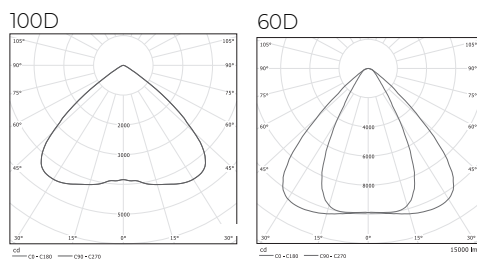 100D
60D
105° 105°
90° 90°
75° 75°
60° 60°
45° 45°
2000
3000
5000
30° 15° 0° 15° 30°
cd
C0 - C180 C90 - C270
105° 105°
90° 90°
75° 75°
60° 60°
45° 45°
4000
6000
8000
30° 15° 0° 15° 30°
cd 15000 lm
C0 - C180 C90 - C270